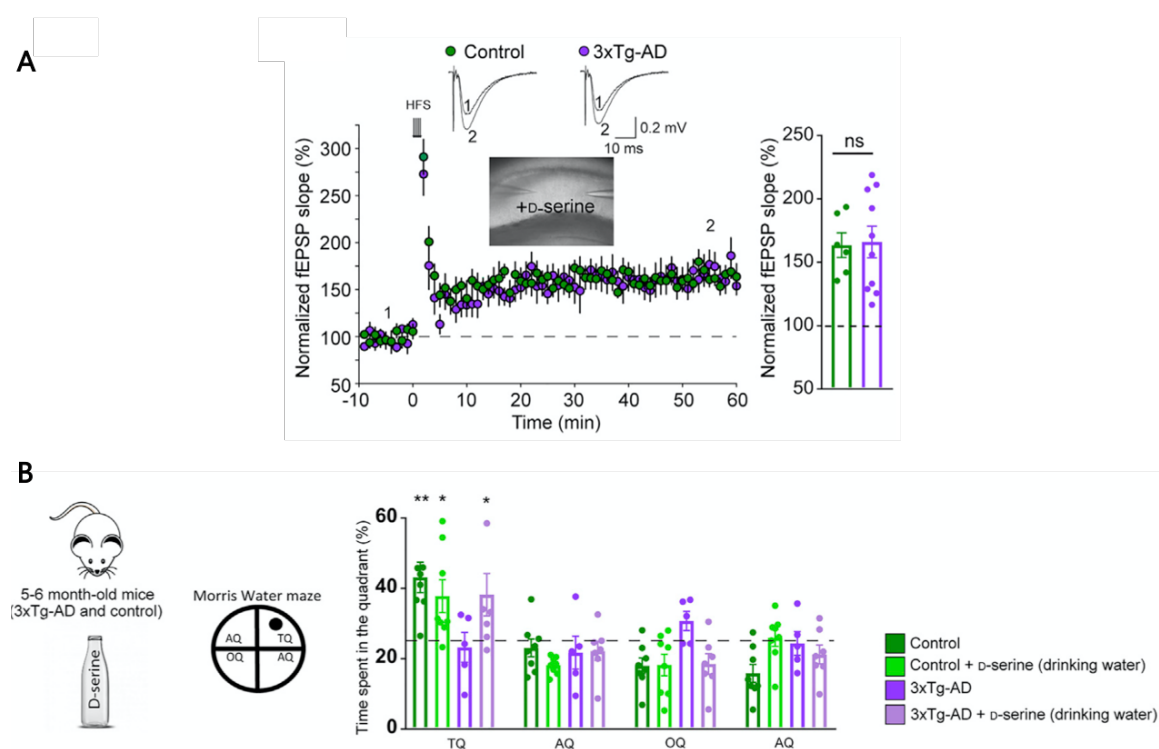 A
Control
3xTg-AD
HFS
1
2
1
2
0.2 mV
10 ms
Normalized fEPSP slope (%)
300
250
200
150
100
50
+D-serine
1
2
-10 0 10 20 30 40 50 60
Time (min)
Normalized fEPSP slope (%)
250
200
150
100
50
ns
B
5-6 month-old mice
(3xTg-AD and control)
D-serine
Morris Water maze
AQ TQ
OQ AQ
Time spent in the quadrant (%)
60
40
20
0
** * *
TQ AQ OQ AQ
Control
Control + D-serine (drinking water)
3xTg-AD
3xTg-AD + D-serine (drinking water)